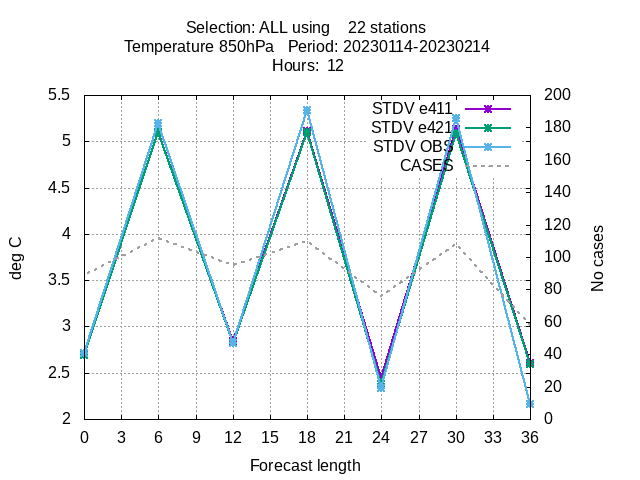 Selection: ALL using    22 stations
Temperature 850hPa   Period: 20230114-20230214
Hours:  12
5.5
5
4.5
4
3.5
3
2.5
2
200
180
160
140
120
100
80
60
40
20
0
STDV e411
STDV e421
STDV OBS
CASES
deg C
No cases
0 3 6 9 12 15 18 21 24 27 30 33 36
Forecast length